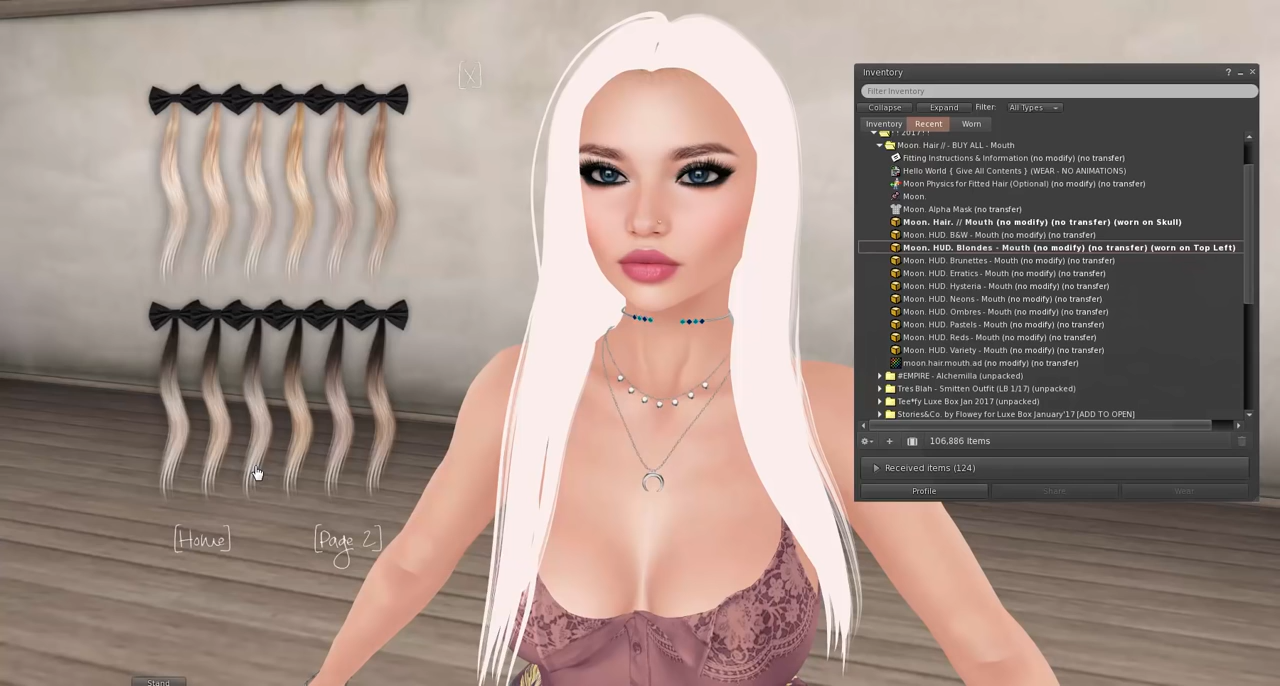 [X]
[Home]
[Page 2]
Stand
Inventory
?
Filter Inventory
Collapse
Expand
Filter:
All Types
Inventory
Recent
Worn
! ! 2017! !
Moon. Hair // - BUY ALL - Mouth
Fitting Instructions & Information (no modify) (no transfer)
Hello World { Give All Contents } (WEAR - NO ANIMATIONS)
Moon Physics for Fitted Hair (Optional) (no modify) (no transfer)
Moon.
Moon. Alpha Mask (no transfer)
Moon. Hair. // Mouth (no modify) (no transfer) (worn on Skull)
Moon. HUD. B&W - Mouth (no modify) (no transfer)
Moon. HUD. Blondes - Mouth (no modify) (no transfer) (worn on Top Left)
Moon. HUD. Brunettes - Mouth (no modify) (no transfer)
Moon. HUD. Erratics - Mouth (no modify) (no transfer)
Moon. HUD. Hysteria - Mouth (no modify) (no transfer)
Moon. HUD. Neons - Mouth (no modify) (no transfer)
Moon. HUD. Ombres - Mouth (no modify) (no transfer)
Moon. HUD. Pastels - Mouth (no modify) (no transfer)
Moon. HUD. Reds - Mouth (no modify) (no transfer)
Moon. HUD. Variety - Mouth (no modify) (no transfer)
moon.hair.mouth.ad (no modify) (no transfer)
#EMPIRE - Alchemilla (unpacked)
Tres Blah - Smitten Outfit (LB 1/17) (unpacked)
Tee*fy Luxe Box Jan 2017 (unpacked)
Stories&Co. by Flowey for Luxe Box January'17 [ADD TO OPEN]
106,886 Items
Received items (124)
Profile
Share
Wear